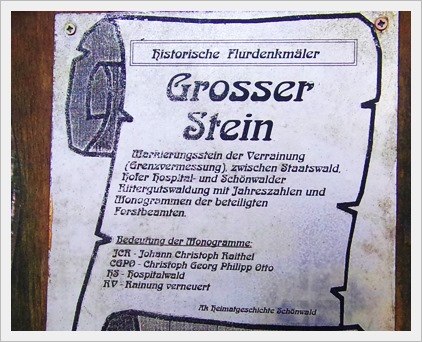 Historische Flurdenkmäler
Grosser
Stein
Markierungsstein der Verrainung
(Grenzvermessung), zwischen Staatswald,
Hofer Hospital- und Schönwalder
Rittergutswaldung mit Jahreszahlen und
Monogrammen der beteiligten
Forstbeamten.
Bedeutung der Monogramme:
JCR - Johann Christoph Raithel
CGPO - Christoph Georg Philipp Otto
HS - Hospitalwald
RV - Rainung verneuert
Ak Heimatgeschichte Schönwald